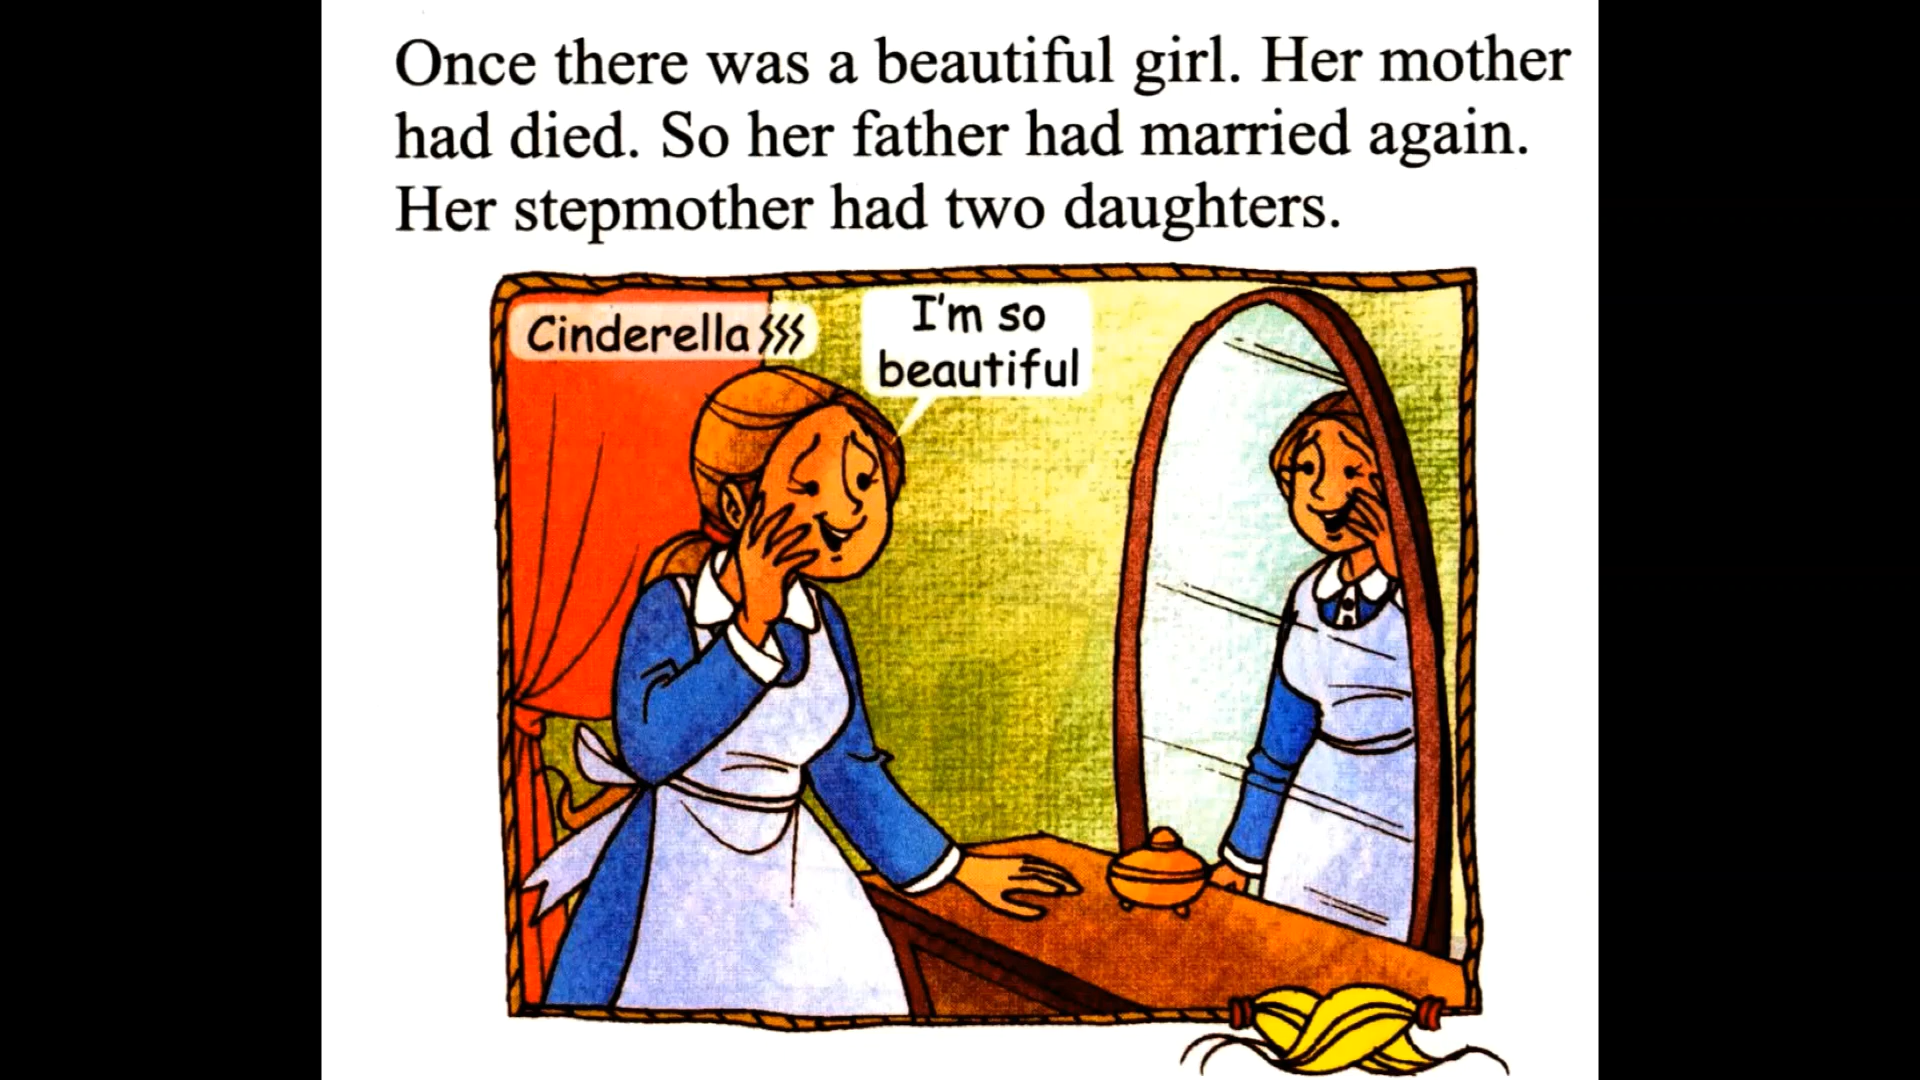 Once there was a beautiful girl. Her mother
had died. So her father had married again.
Her stepmother had two daughters.
Cinderella
I'm so
beautiful